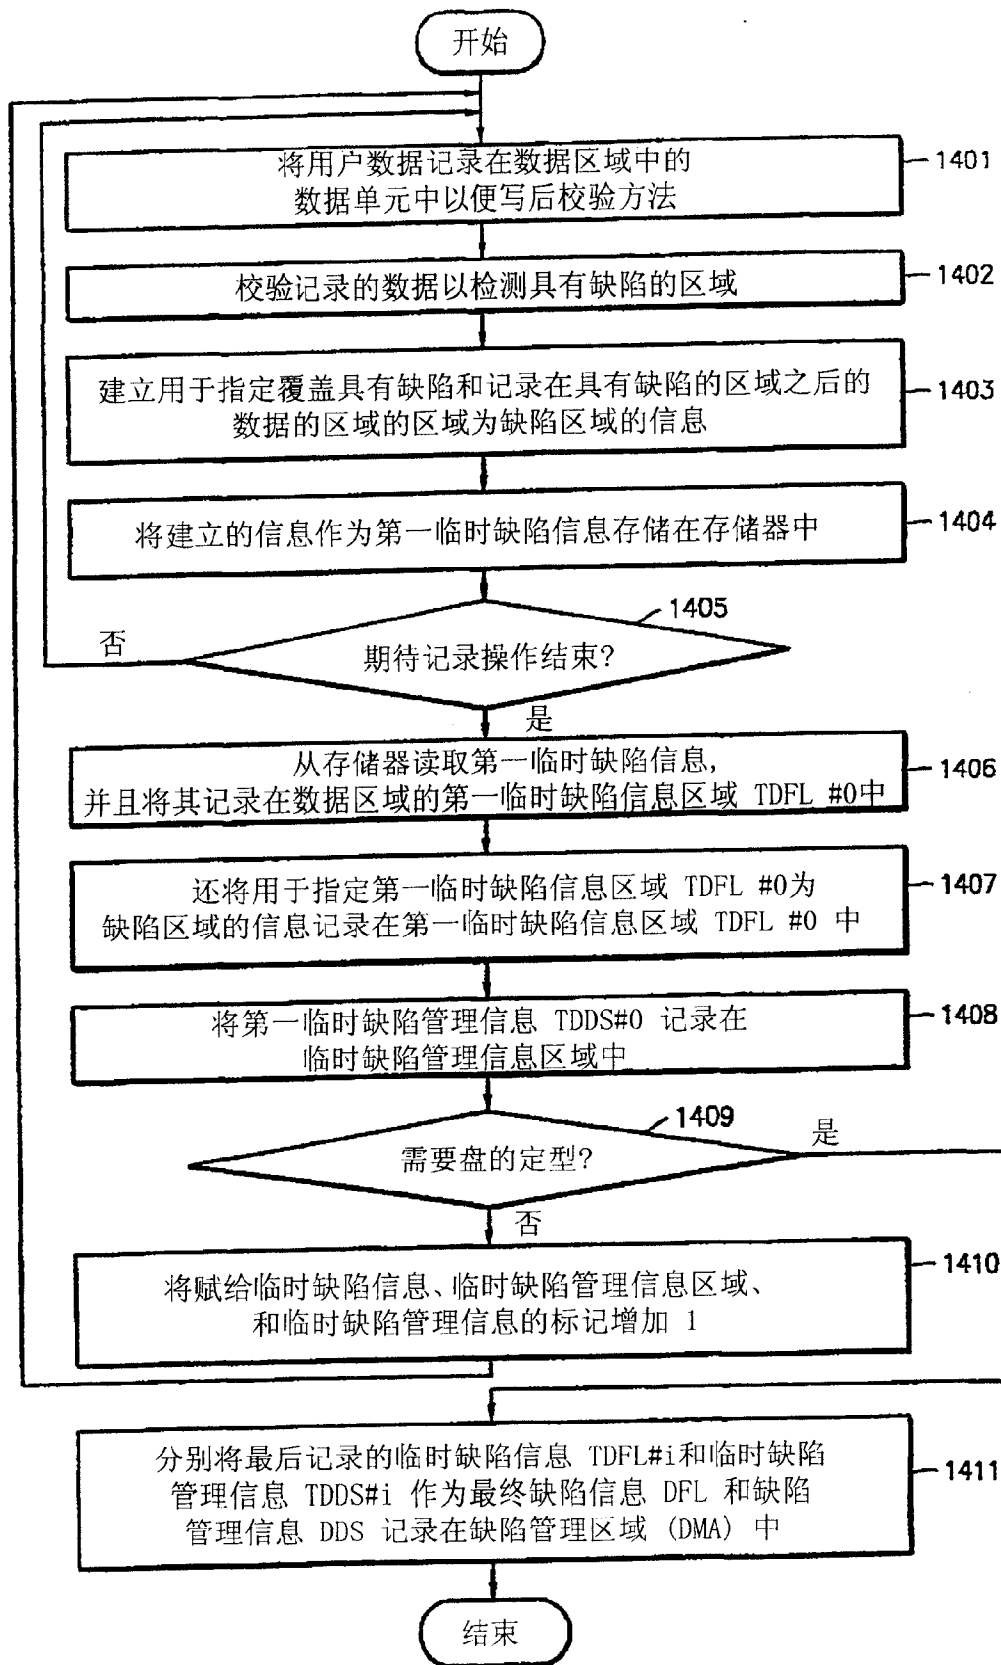 开始
将用户数据记录在数据区域中的
数据单元中以便写后校验方法
1401
校验记录的数据以检测具有缺陷的区域
1402
建立用于指定覆盖具有缺陷和记录在具有缺陷的区域之后的
数据的区域的区域为缺陷区域的信息
1403
将建立的信息作为第一临时缺陷信息存储在存储器中
1404
1405
期待记录操作结束?
否
是
从存储器读取第一临时缺陷信息,
并且将其记录在数据区域的第一临时缺陷信息区域 TDFL #0中
1406
还将用于指定第一临时缺陷信息区域 TDFL #0为
缺陷区域的信息记录在第一临时缺陷信息区域 TDFL #0 中
1407
将第一临时缺陷管理信息 TDDS#0 记录在
临时缺陷管理信息区域中
1408
1409
需要盘的定型?
是
否
将赋给临时缺陷信息、临时缺陷管理信息区域、
和临时缺陷管理信息的标记增加 1
1410
分别将最后记录的临时缺陷信息 TDFL#i和临时缺陷
管理信息 TDDS#i 作为最终缺陷信息 DFL 和缺陷
管理信息 DDS 记录在缺陷管理区域 (DMA) 中
1411
结束